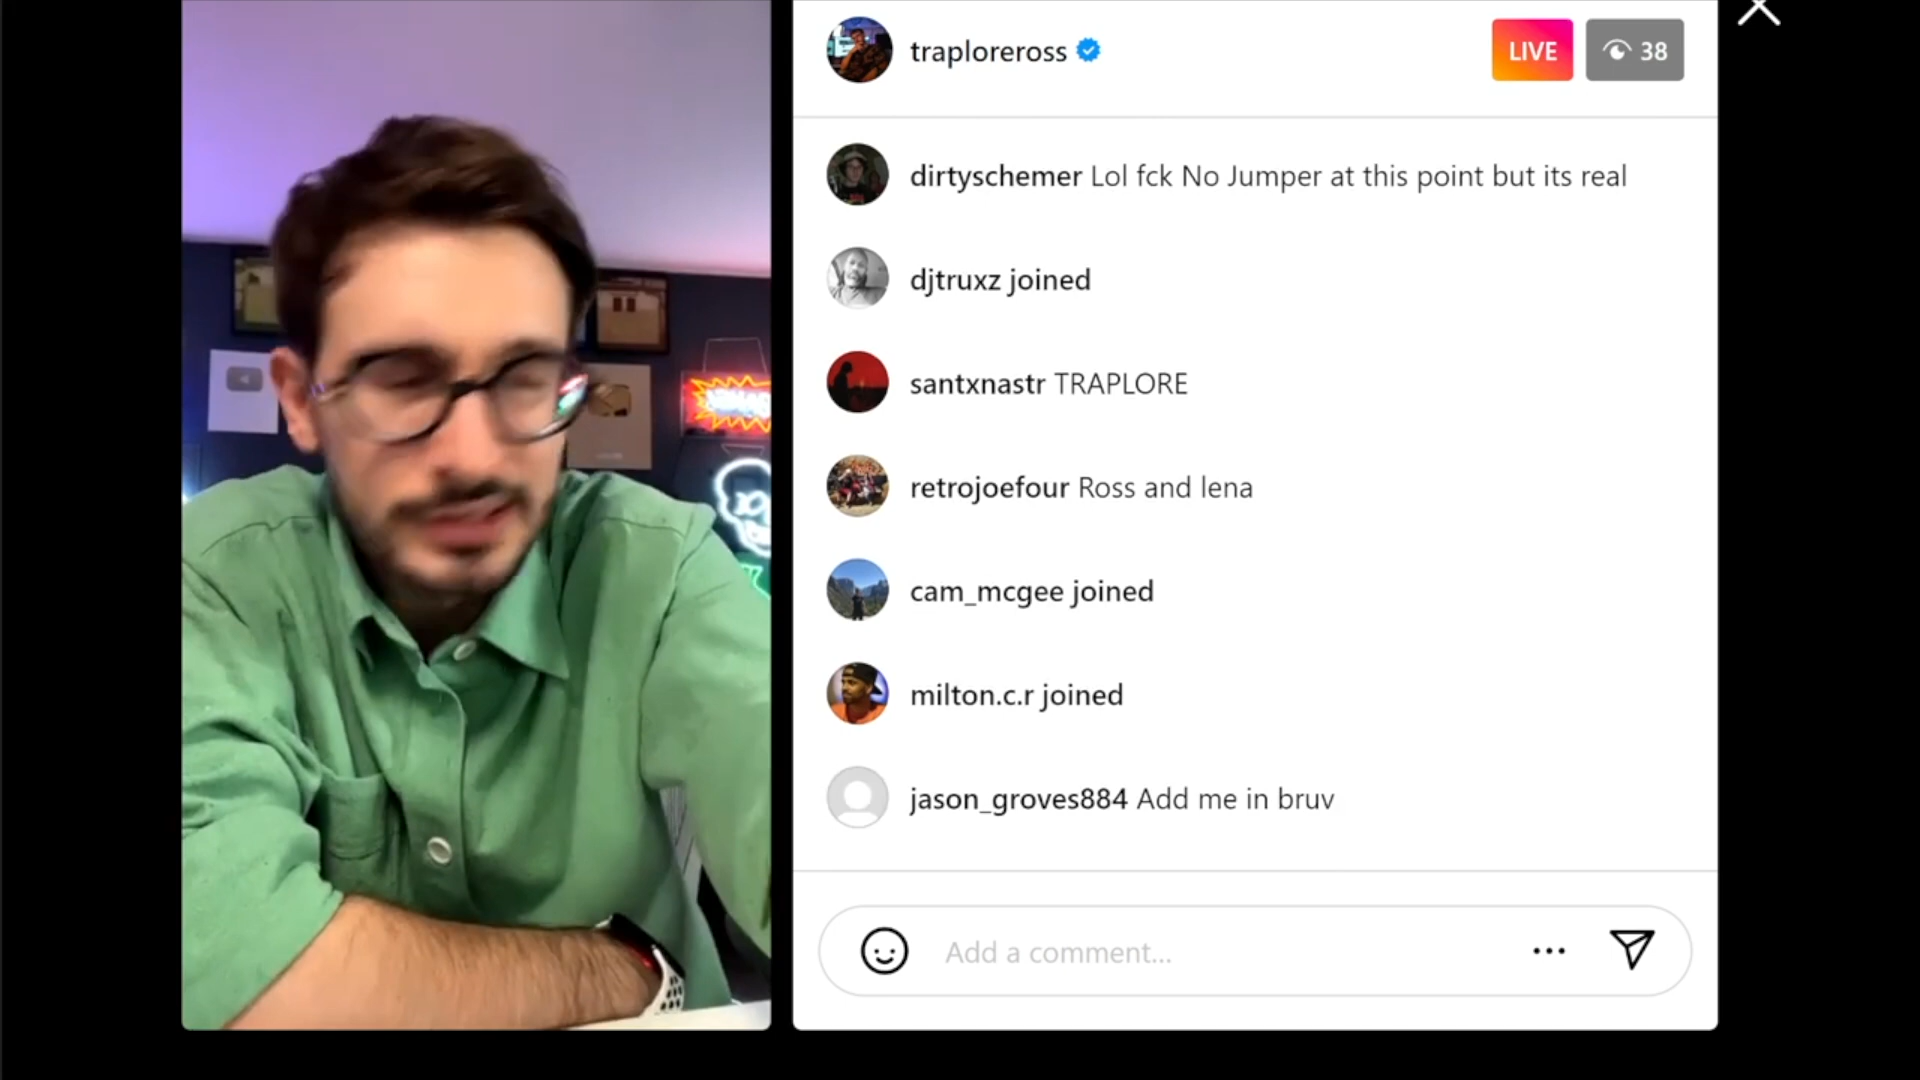 traploreross
LIVE
38
dirtyschemer Lol fck No Jumper at this point but its real
djtruxz joined
santxnastr TRAPLORE
retrojoefour Ross and lena
cam_mcgee joined
milton.c.r joined
jason_groves884 Add me in bruv
Add a comment...